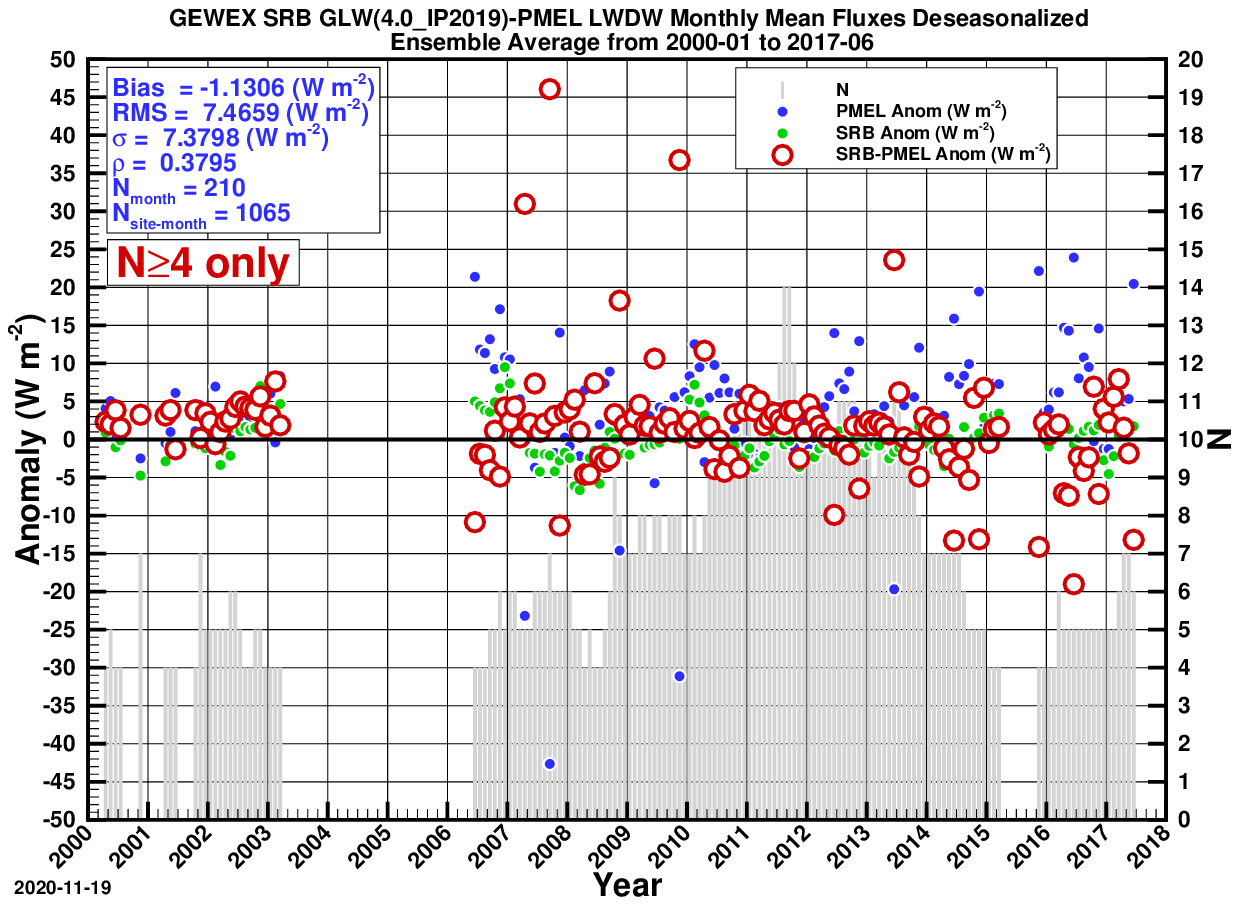 GEWEX SRB GLW(4.0_IP2019)-PMEL LWDW Monthly Mean Fluxes Deseasonalized
Ensemble Average from 2000-01 to 2017-06
Bias = -1.1306 (W m-2)
RMS = 7.4659 (W m-2)
σ = 7.3798 (W m-2)
ρ = 0.3795
Nmonth = 210
Nsite-month = 1065
N≥4 only
N
PMEL Anom (W m-2)
SRB Anom (W m-2)
SRB-PMEL Anom (W m-2)
Anomaly (W m-2)
50
45
40
35
30
25
20
15
10
5
0
-5
-10
-15
-20
-25
-30
-35
-40
-45
-50
20
19
18
17
16
15
14
13
12
11
10
9
8
7
6
5
4
3
2
1
0
N
2000 2001 2002 2003 2004 2005 2006 2007 2008 2009 2010 2011 2012 2013 2014 2015 2016 2017 2018
Year
2020-11-19